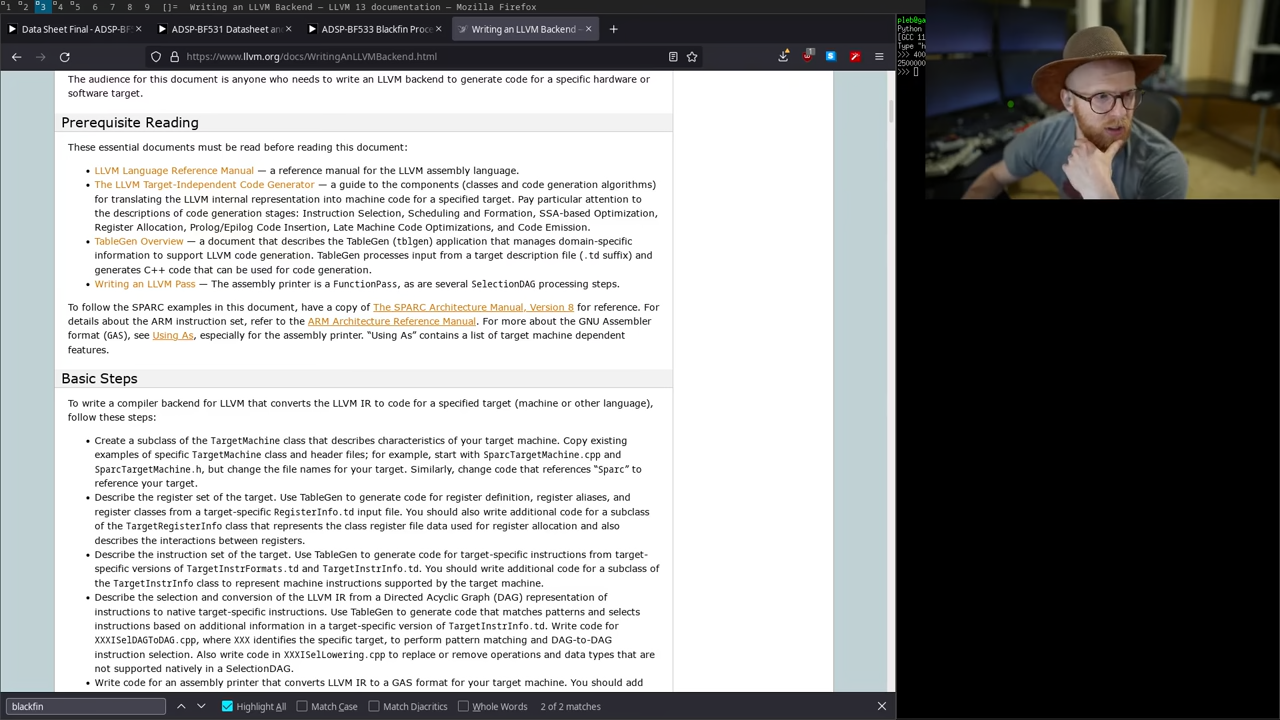 1 2 3 4 5 6 7 8 9 []= Writing an LLVM Backend — LLVM 13 documentation — Mozilla Firefox
Data Sheet Final - ADSP-BF5 ADSP-BF531 Datasheet an ADSP-BF533 Blackfin Proce Writing an LLVM Backend —
https://www.llvm.org/docs/WritingAnLLVMBackend.html
The audience for this document is anyone who needs to write an LLVM backend to generate code for a specific hardware or
software target.
Prerequisite Reading
These essential documents must be read before reading this document:
• LLVM Language Reference Manual — a reference manual for the LLVM assembly language.
• The LLVM Target-Independent Code Generator — a guide to the components (classes and code generation algorithms)
for translating the LLVM internal representation into machine code for a specified target. Pay particular attention to
the descriptions of code generation stages: Instruction Selection, Scheduling and Formation, SSA-based Optimization,
Register Allocation, Prolog/Epilog Code Insertion, Late Machine Code Optimizations, and Code Emission.
• TableGen Overview — a document that describes the TableGen (tblgen) application that manages domain-specific
information to support LLVM code generation. TableGen processes input from a target description file (.td suffix) and
generates C++ code that can be used for code generation.
• Writing an LLVM Pass — The assembly printer is a FunctionPass, as are several SelectionDAG processing steps.
To follow the SPARC examples in this document, have a copy of The SPARC Architecture Manual, Version 8 for reference. For
details about the ARM instruction set, refer to the ARM Architecture Reference Manual. For more about the GNU Assembler
format (GAS), see Using As, especially for the assembly printer. “Using As” contains a list of target machine dependent
features.
Basic Steps
To write a compiler backend for LLVM that converts the LLVM IR to code for a specified target (machine or other language),
follow these steps:
• Create a subclass of the TargetMachine class that describes characteristics of your target machine. Copy existing
examples of specific TargetMachine class and header files; for example, start with SparcTargetMachine.cpp and
SparcTargetMachine.h, but change the file names for your target. Similarly, change code that references “Sparc” to
reference your target.
• Describe the register set of the target. Use TableGen to generate code for register definition, register aliases, and
register classes from a target-specific RegisterInfo.td input file. You should also write additional code for a subclass
of the TargetRegisterInfo class that represents the class register file data used for register allocation and also
describes the interactions between registers.
• Describe the instruction set of the target. Use TableGen to generate code for target-specific instructions from target-
specific versions of TargetInstrFormats.td and TargetInstrInfo.td. You should write additional code for a subclass of
the TargetInstrInfo class to represent machine instructions supported by the target machine.
• Describe the selection and conversion of the LLVM IR from a Directed Acyclic Graph (DAG) representation of
instructions to native target-specific instructions. Use TableGen to generate code that matches patterns and selects
instructions based on additional information in a target-specific version of TargetInstrInfo.td. Write code for
XXXISelDAGToDAG.cpp, where XXX identifies the specific target, to perform pattern matching and DAG-to-DAG
instruction selection. Also write code in XXXISelLowering.cpp to replace or remove operations and data types that are
not supported natively in a SelectionDAG.
• Write code for an assembly printer that converts LLVM IR to a GAS format for your target machine. You should add
blackfin Highlight All Match Case Match Diacritics Whole Words 2 of 2 matches
pleb@ga
Python
[GCC 11
Type "h
>>> 400
2500000
>>>